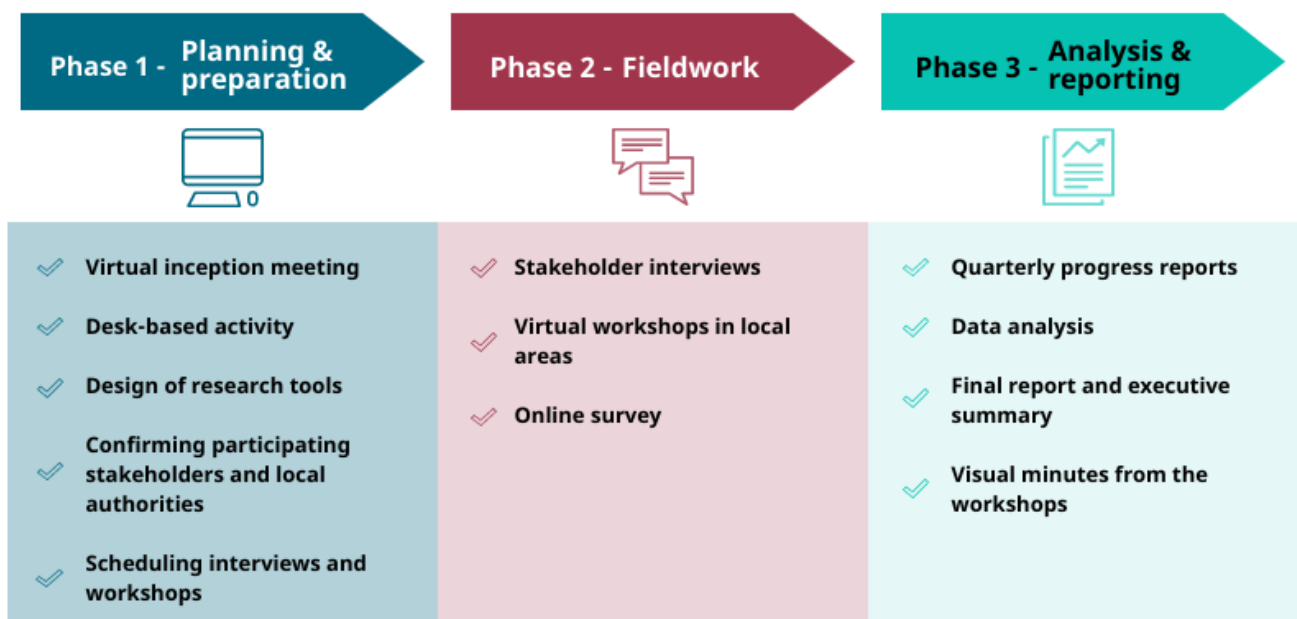 Phase 1 - Planning &
preparation
Phase 2 - Fieldwork
Phase 3 - Analysis &
reporting
Virtual inception meeting
Desk-based activity
Design of research tools
Confirming participating
stakeholders and local
authorities
Scheduling interviews and
workshops
Stakeholder interviews
Virtual workshops in local
areas
Online survey
Quarterly progress reports
Data analysis
Final report and executive
summary
Visual minutes from the
workshops